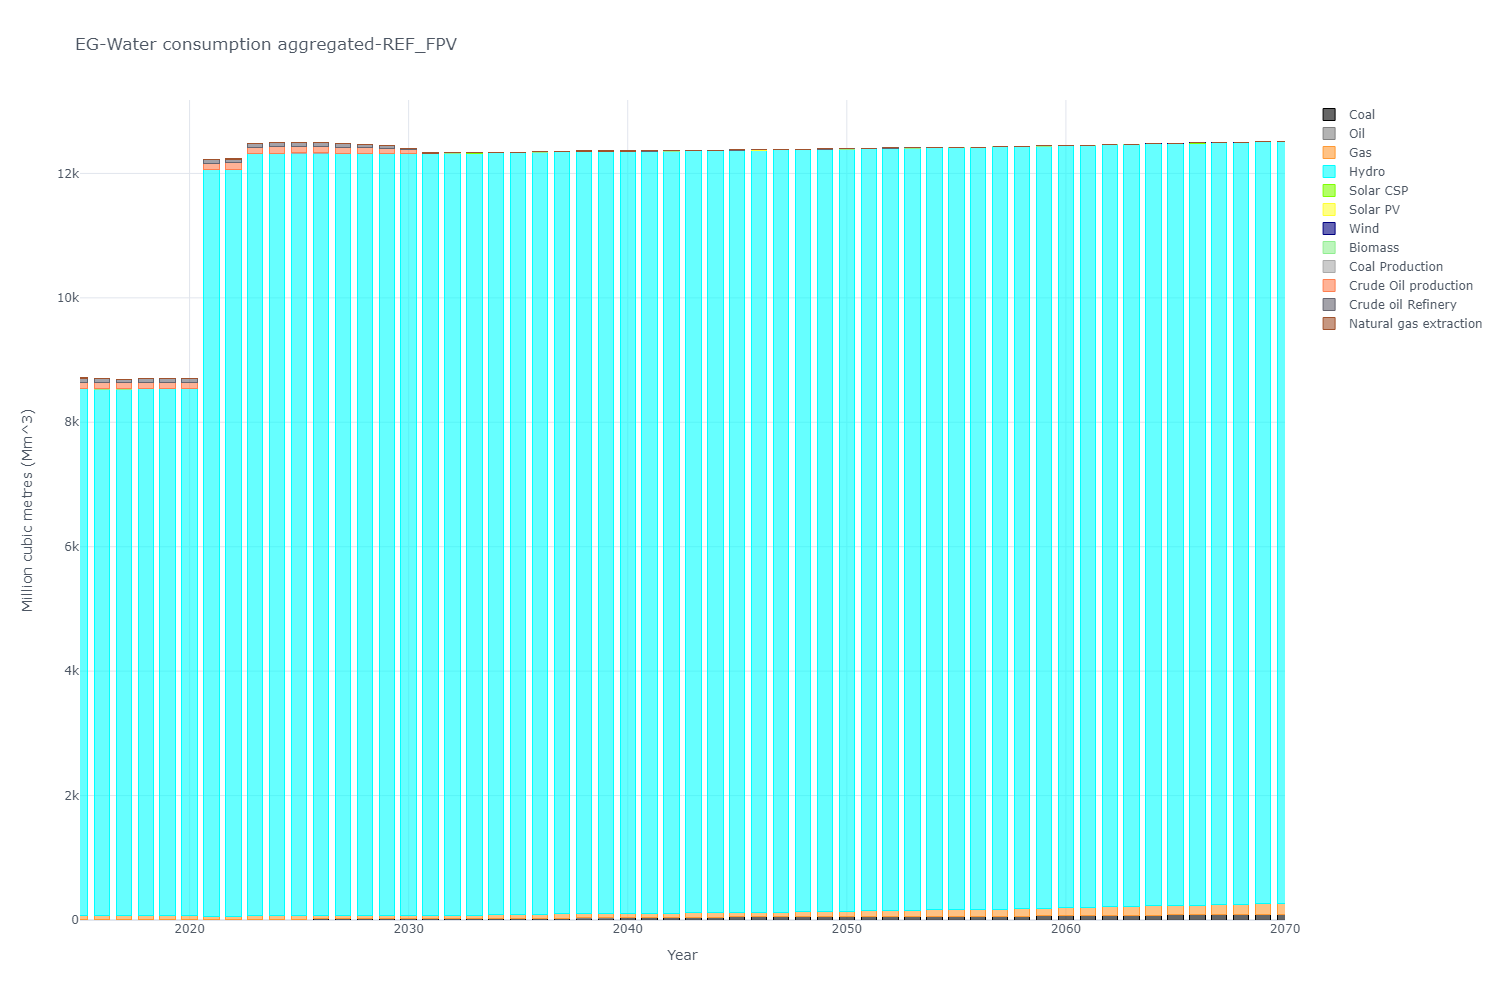 EG-Water consumption aggregated-REF_FPV
Million cubic metres (Mm^3)
12k
10k
8k
6k
4k
2k
0
2020
2030
2040
2050
2060
2070
Year
Coal
Oil
Gas
Hydro
Solar CSP
Solar PV
Wind
Biomass
Coal Production
Crude Oil production
Crude oil Refinery
Natural gas extraction